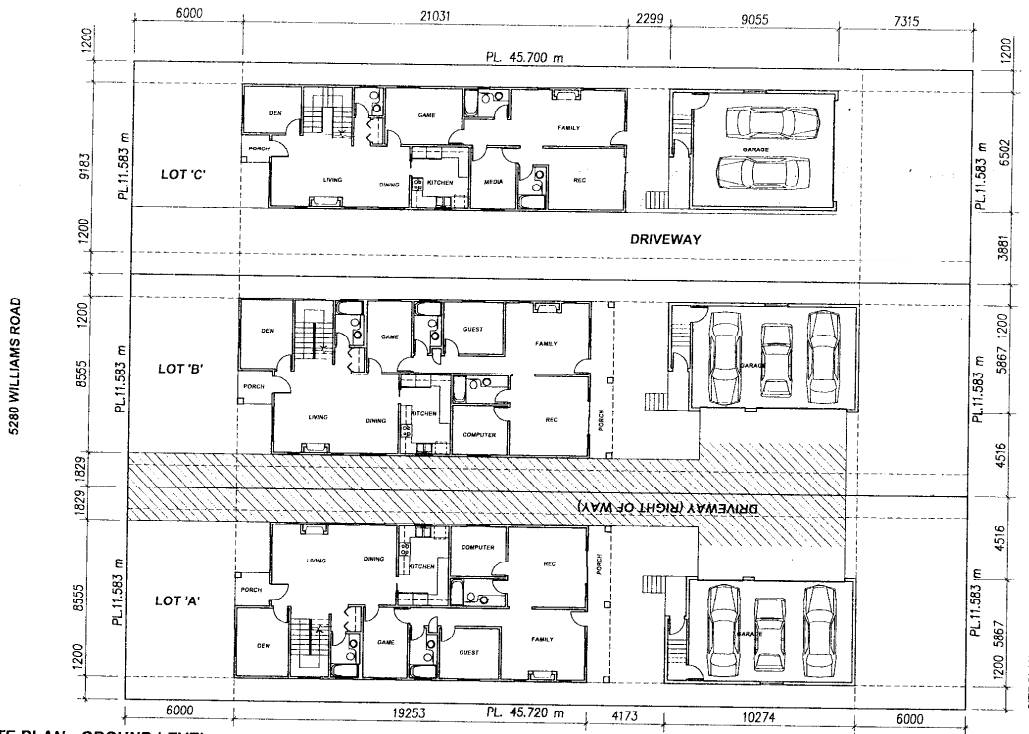 6000 21031 2299 9055 7315
1200 PL. 45.700 m 1200
DEN GAME FAMILY GARAGE
PORCH
9183 PL.11.583 m LOT 'C' LIVING DINING KITCHEN MEDIA REC PL.11.583 m 6502
1200 DRIVEWAY 3881
5280 WILLIAMS ROAD
1200 DEN GAME GUEST FAMILY GARAGE 1200
8555 PL.11.583 m LOT 'B' PORCH PL.11.583 m 5867
LIVING DINING KITCHEN COMPUTER REC PORCH
1829 4516
1829 DRIVEWAY (RIGHT OF WAY) 4516
LIVING DINING KITCHEN COMPUTER REC PORCH
8555 PL.11.583 m LOT 'A' PORCH PL.11.583 m 5867
DEN GAME GUEST FAMILY GARAGE
1200 1200
6000 19253 PL. 45.720 m 4173 10274 6000